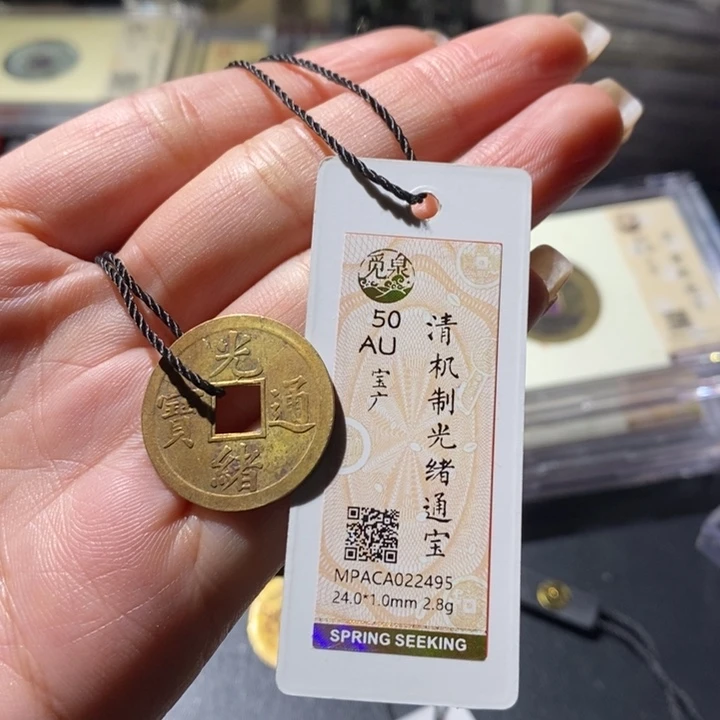 光
寶 通
緒
觅泉
50
AU
宝广
清机制光绪通宝
MPACA022495
24.0*1.0mm 2.8g
SPRING SEEKING